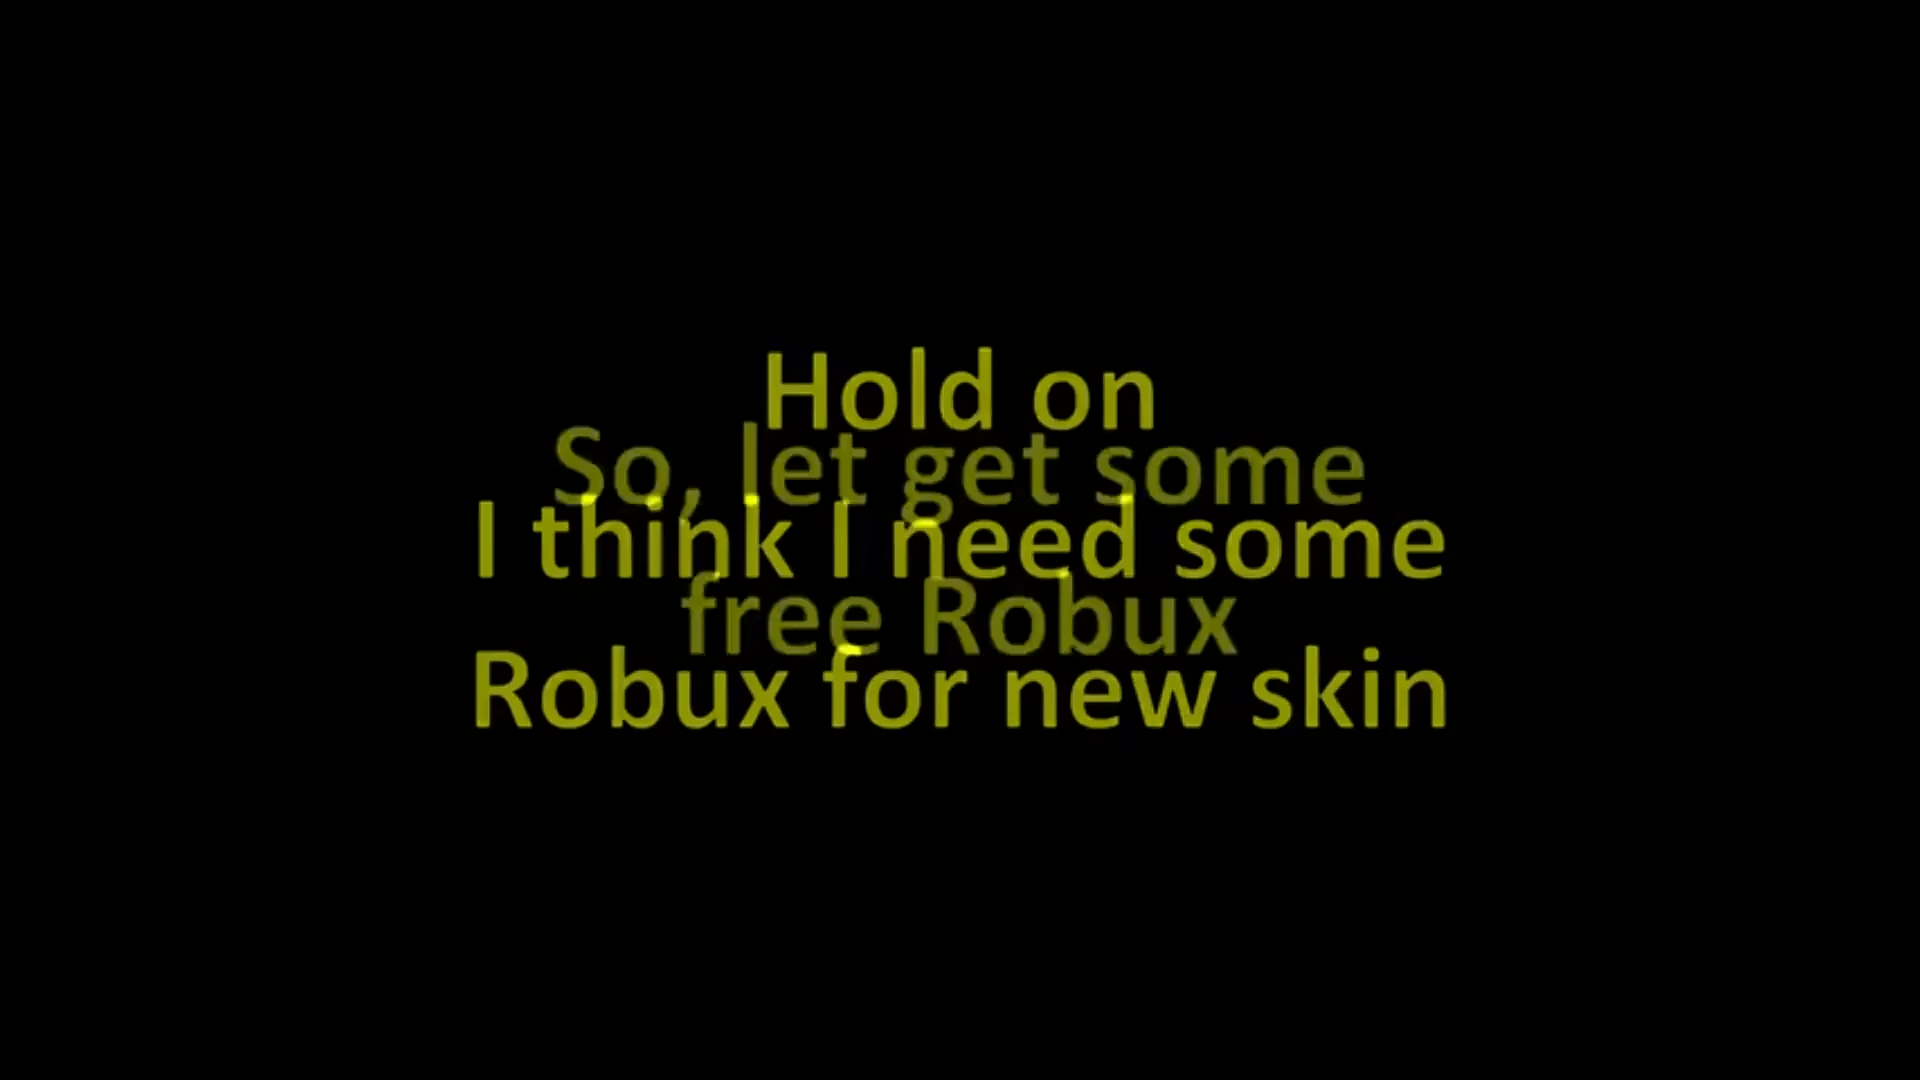 Hold on
So, let get some
I think I need some
free Robux
Robux for new skin